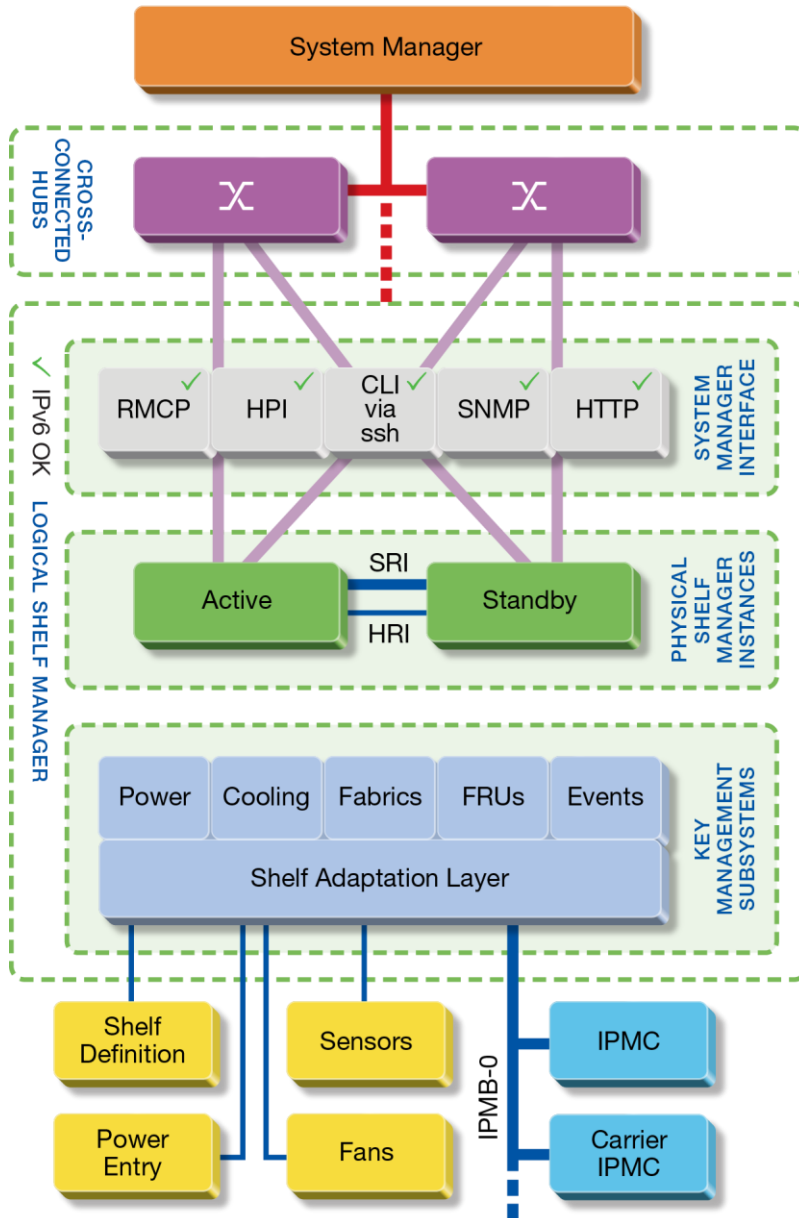 System Manager
CROSS-
CONNECTED
HUBS
✓ IPv6 OK
LOGICAL SHELF MANAGER
RMCP
HPI
CLI
via
ssh
SNMP
HTTP
SYSTEM
MANAGER
INTERFACE
Active
SRI
HRI
Standby
PHYSICAL
SHELF
MANAGER
INSTANCES
Power
Cooling
Fabrics
FRUs
Events
Shelf Adaptation Layer
KEY
MANAGEMENT
SUBSYSTEMS
Shelf
Definition
Sensors
IPMC
Power
Entry
Fans
IPMB-0
Carrier
IPMC